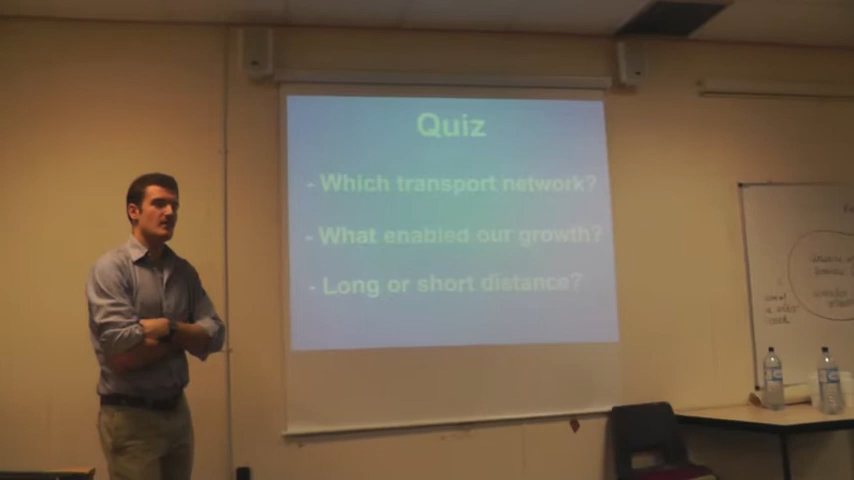 Quiz
- Which transport network?
- What enabled our growth?
- Long or short distance?